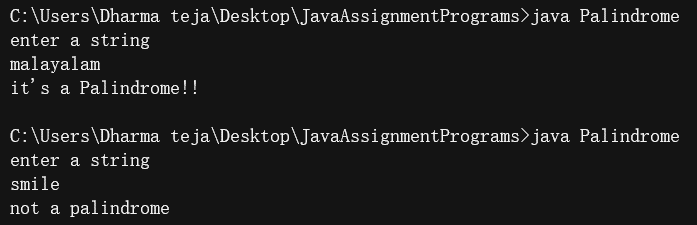 C:\Users\Dharma teja\Desktop\JavaAssignmentPrograms>java Palindrome
enter a string
malayalam
it's a Palindrome!!
C:\Users\Dharma teja\Desktop\JavaAssignmentPrograms>java Palindrome
enter a string
smile
not a palindrome